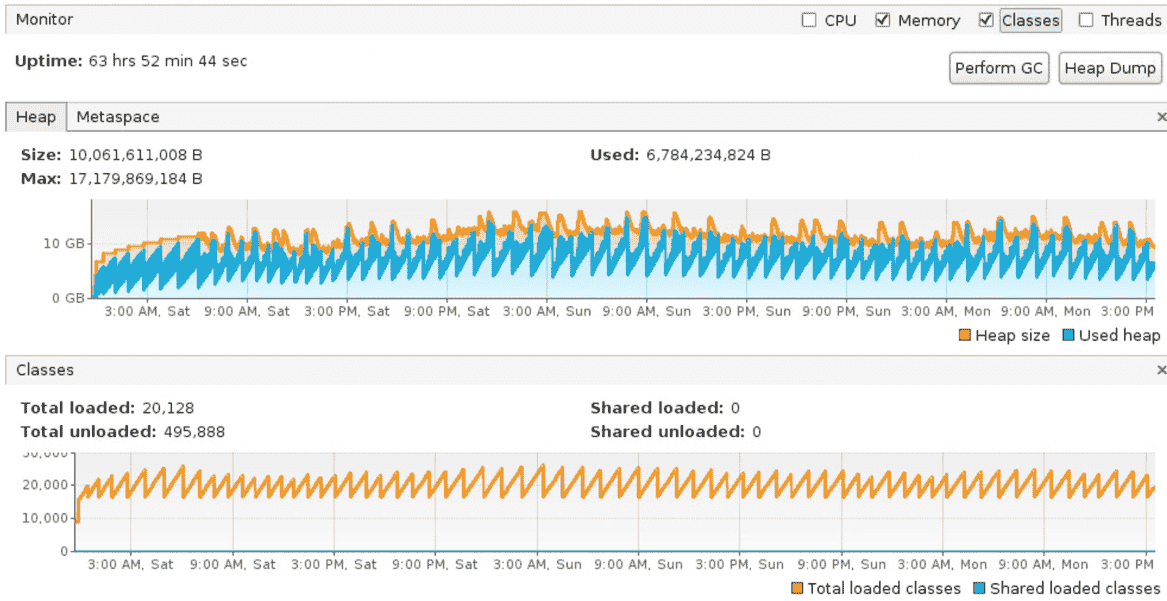 Monitor
CPU Memory Classes Threads
Uptime: 63 hrs 52 min 44 sec
Perform GC Heap Dump
Heap Metaspace x
Size: 10,061,611,008 B Used: 6,784,234,824 B
Max: 17,179,869,184 B
10 GB
0 GB
3:00 AM, Sat 9:00 AM, Sat 3:00 PM, Sat 9:00 PM, Sat 3:00 AM, Sun 9:00 AM, Sun 3:00 PM, Sun 9:00 PM, Sun 3:00 AM, Mon 9:00 AM, Mon 3:00 PM
Heap size Used heap
Classes x
Total loaded: 20,128 Shared loaded: 0
Total unloaded: 495,888 Shared unloaded: 0
30,000
20,000
10,000
0
3:00 AM, Sat 9:00 AM, Sat 3:00 PM, Sat 9:00 PM, Sat 3:00 AM, Sun 9:00 AM, Sun 3:00 PM, Sun 9:00 PM, Sun 3:00 AM, Mon 9:00 AM, Mon 3:00 PM
Total loaded classes Shared loaded classes